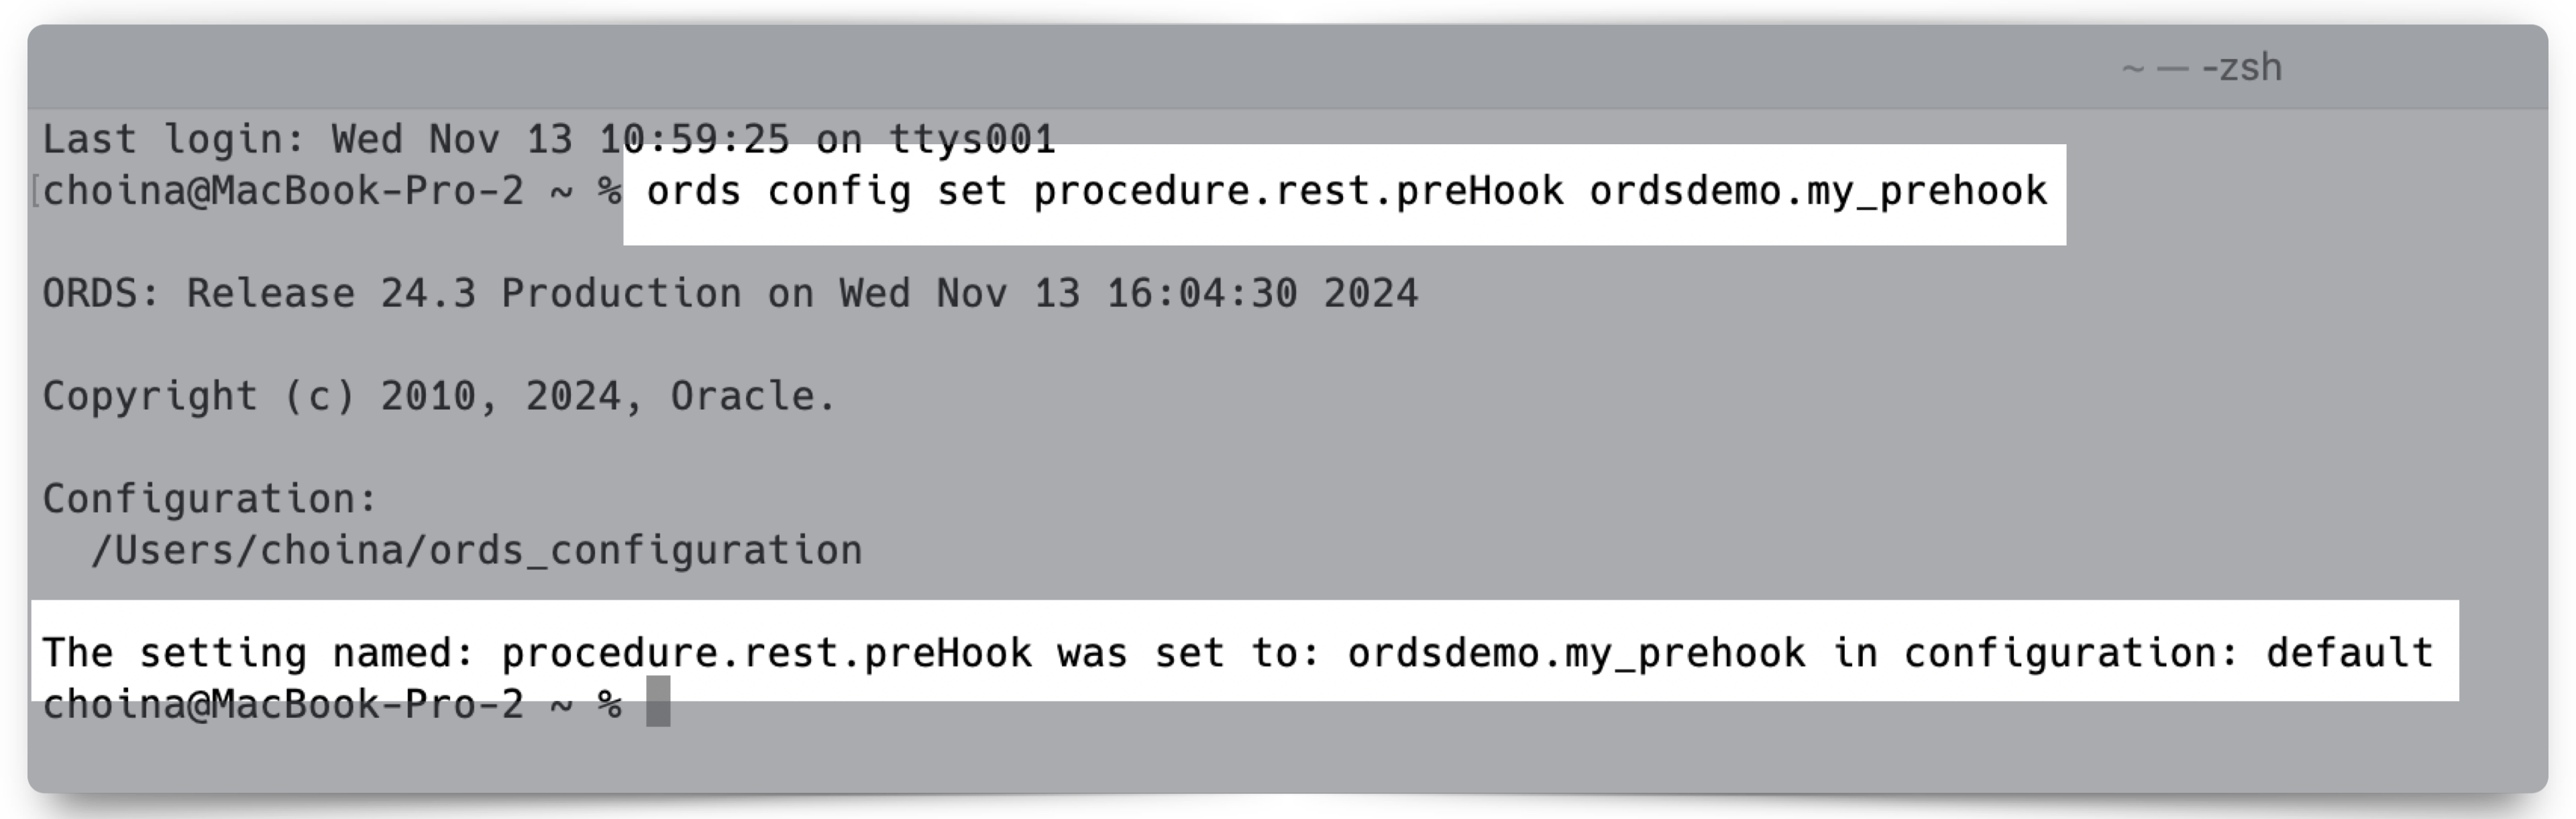 ~ — -zsh
Last login: Wed Nov 13 10:59:25 on ttys001
[choina@MacBook-Pro-2 ~ % ords config set procedure.rest.preHook ordsdemo.my_prehook
ORDS: Release 24.3 Production on Wed Nov 13 16:04:30 2024
Copyright (c) 2010, 2024, Oracle.
Configuration:
/Users/choina/ords_configuration
The setting named: procedure.rest.preHook was set to: ordsdemo.my_prehook in configuration: default
choina@MacBook-Pro-2 ~ %